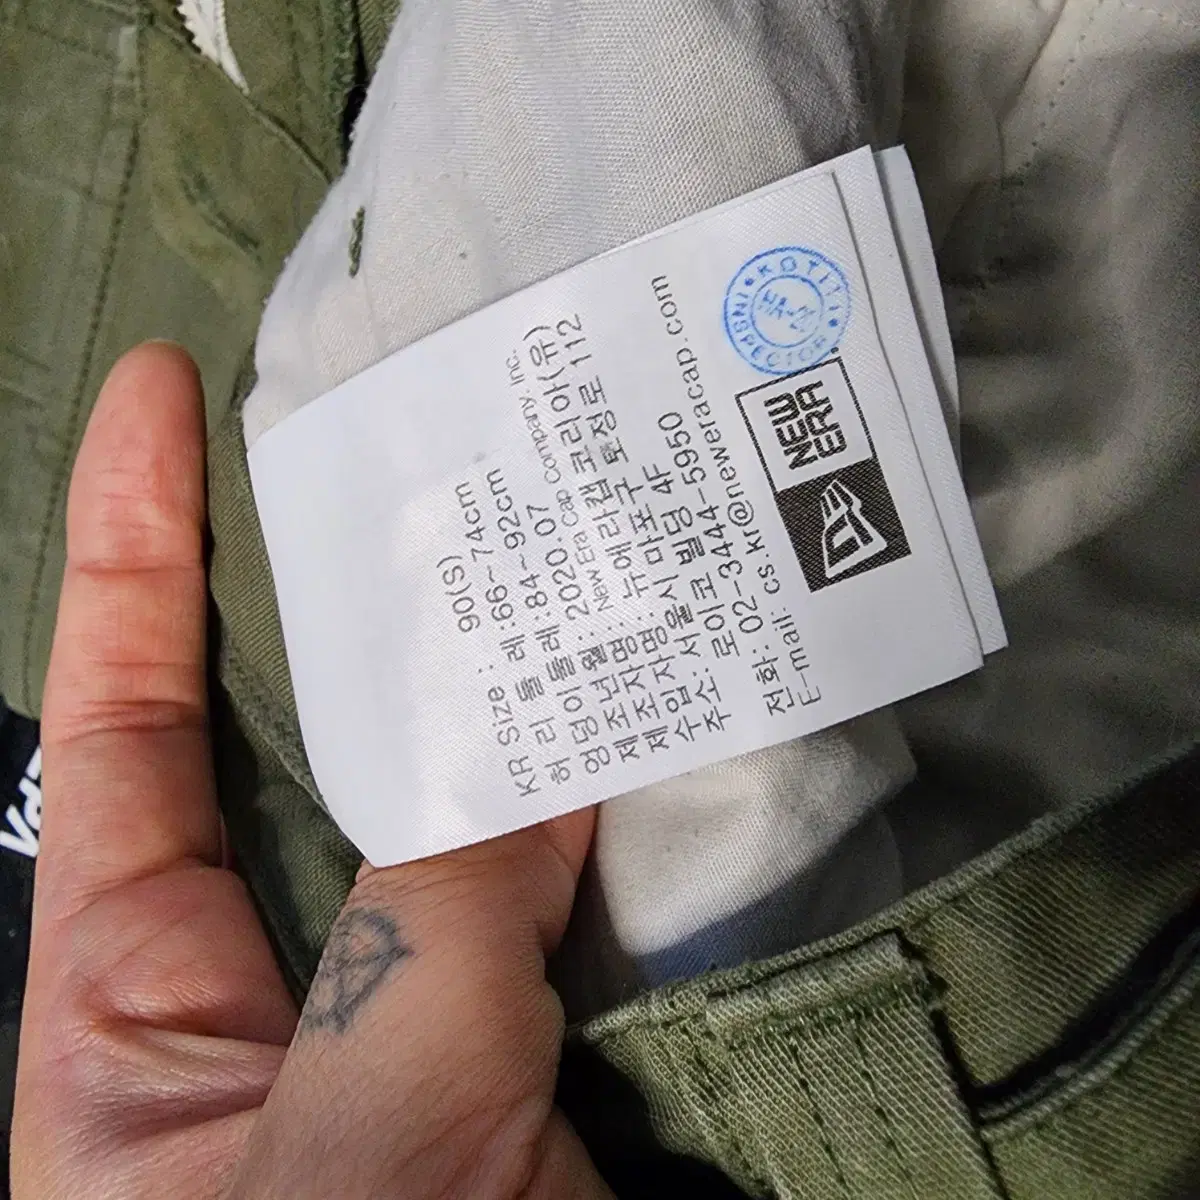 KR Size : 90(S)
허 리 둘 레 :66~74cm
엉 덩 이 둘 레 :84~92cm
제 조 년 월 : 2020. 07
제 조 자 명 : New Era Cap Company, Inc.
수 입 자 명 : 뉴에라캡코리아(유)
주 소: 서울시 마포구 토정로 112
로이고 빌딩 4F
전화: 02-3444-5950
E-mail: cs.kr@neweracap.com
NEW
ERA
KOTITI
INSPECTOR